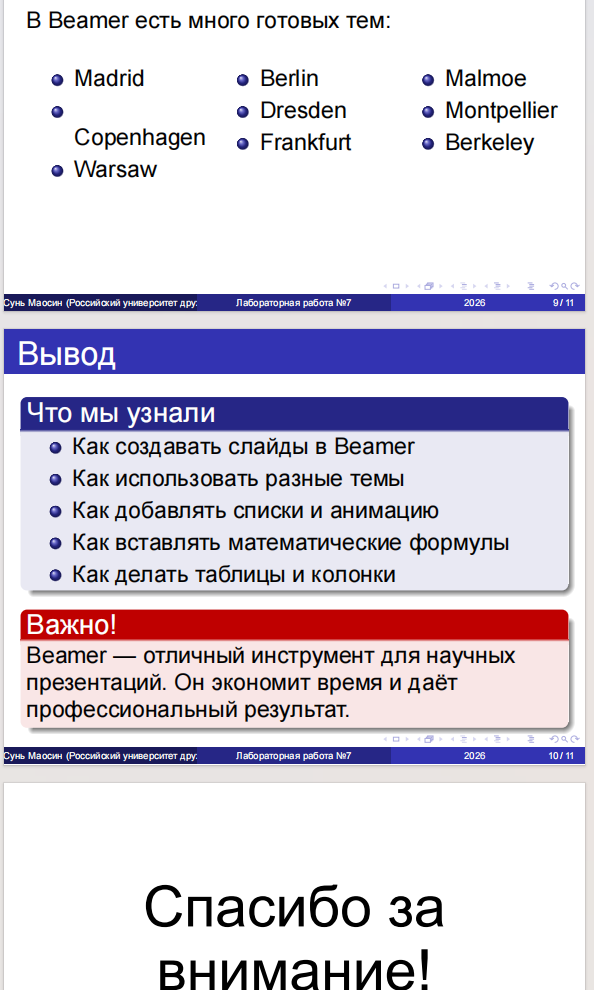 В Beamer есть много готовых тем:
Madrid
Copenhagen
Warsaw
Berlin
Dresden
Frankfurt
Malmoe
Montpellier
Berkeley
Сунь Маосин (Российский университет дру: Лабораторная работа №7 2026 9 / 11
Вывод
Что мы узнали
Как создавать слайды в Beamer
Как использовать разные темы
Как добавлять списки и анимацию
Как вставлять математические формулы
Как делать таблицы и колонки
Важно!
Beamer — отличный инструмент для научных
презентаций. Он экономит время и даёт
профессиональный результат.
Сунь Маосин (Российский университет дру: Лабораторная работа №7 2026 10 / 11
Спасибо за
внимание!